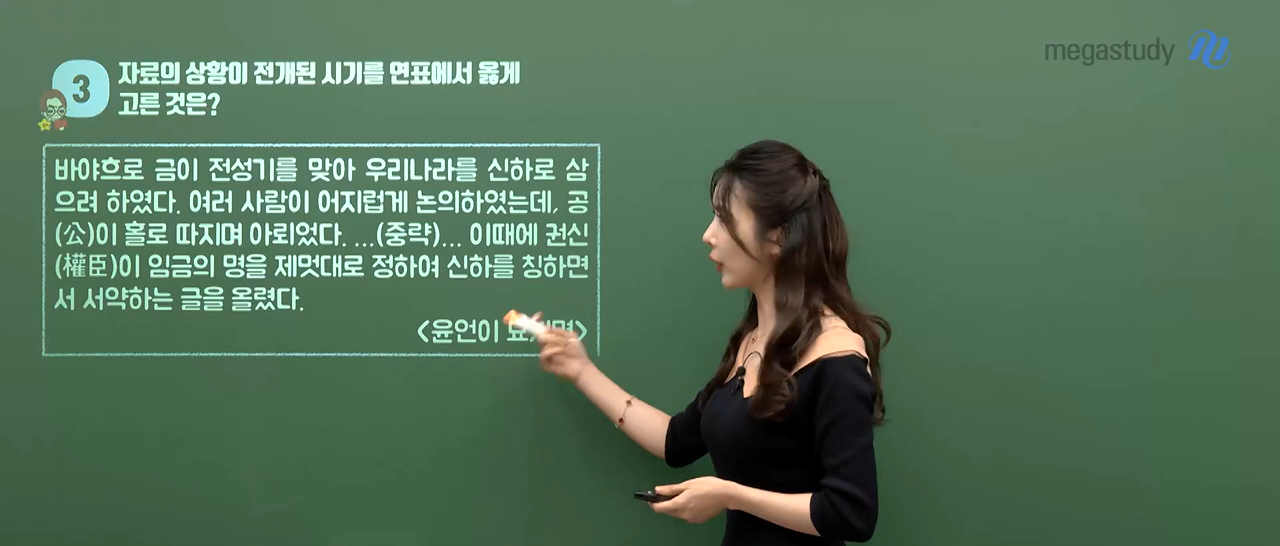 megastudy
3
자료의 상황이 전개된 시기를 연표에서 옳게
고른 것은?
바야흐로 금이 전성기를 맞아 우리나라를 신하로 삼
으려 하였다. 여러 사람이 어지럽게 논의하였는데, 공
(公)이 홀로 따지며 아뢰었다. …(중략)… 이때에 권신
(權臣)이 임금의 명을 제멋대로 정하여 신하를 칭하면
서 서약하는 글을 올렸다.
<윤언이